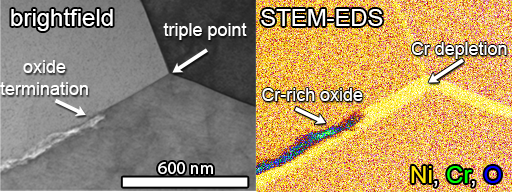 brightfield
triple point
oxide
termination
600 nm
STEM-EDS
Cr depletion
Cr-rich oxide
Ni, Cr, O